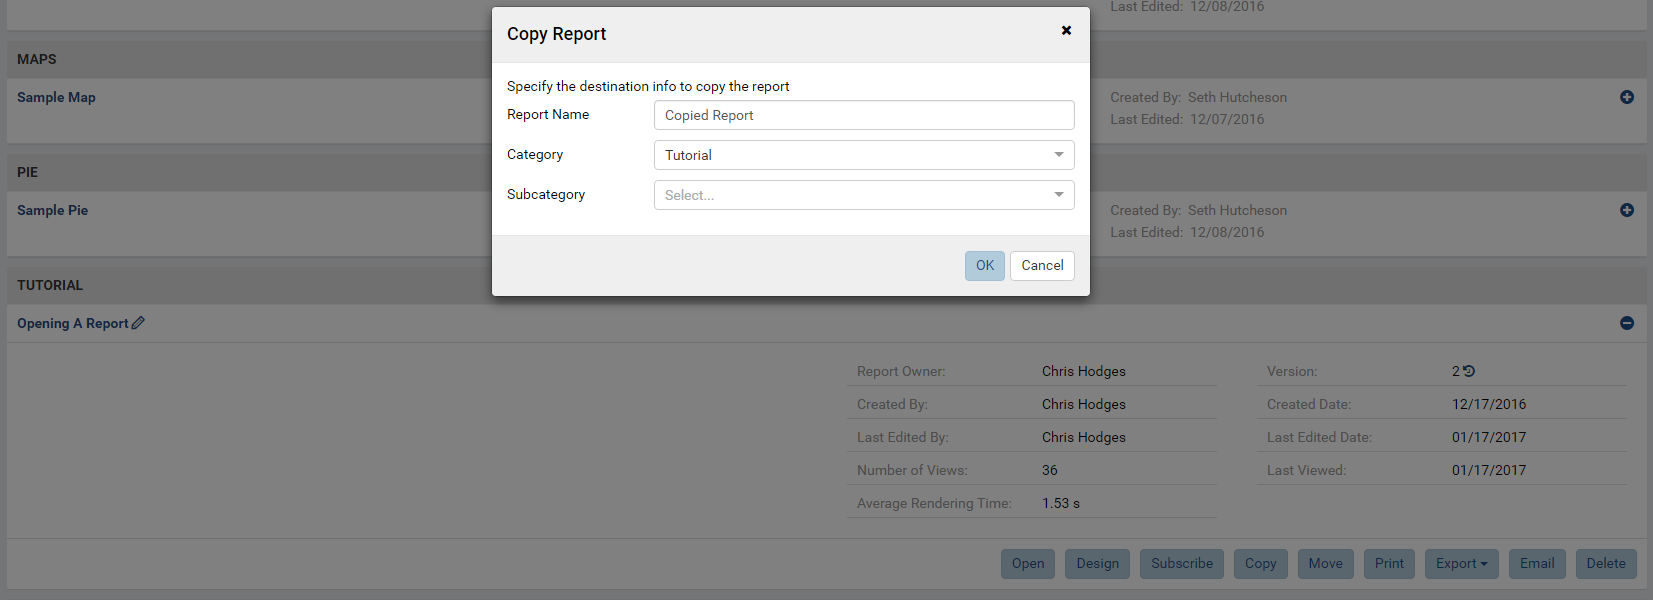 Last Edited: 12/08/2016
Copy Report
MAPS
Specify the destination info to copy the report
Sample Map
Created By: Seth Hutcheson
Report Name Copied Report
Last Edited: 12/07/2016
Category Tutorial
PIE
Subcategory Select...
Sample Pie
Created By: Seth Hutcheson
Last Edited: 12/08/2016
OK Cancel
TUTORIAL
Opening A Report
Report Owner: Chris Hodges Version: 2
Created By: Chris Hodges Created Date: 12/17/2016
Last Edited By: Chris Hodges Last Edited Date: 01/17/2017
Number of Views: 36 Last Viewed: 01/17/2017
Average Rendering Time: 1.53 s
Open Design Subscribe Copy Move Print Export Email Delete